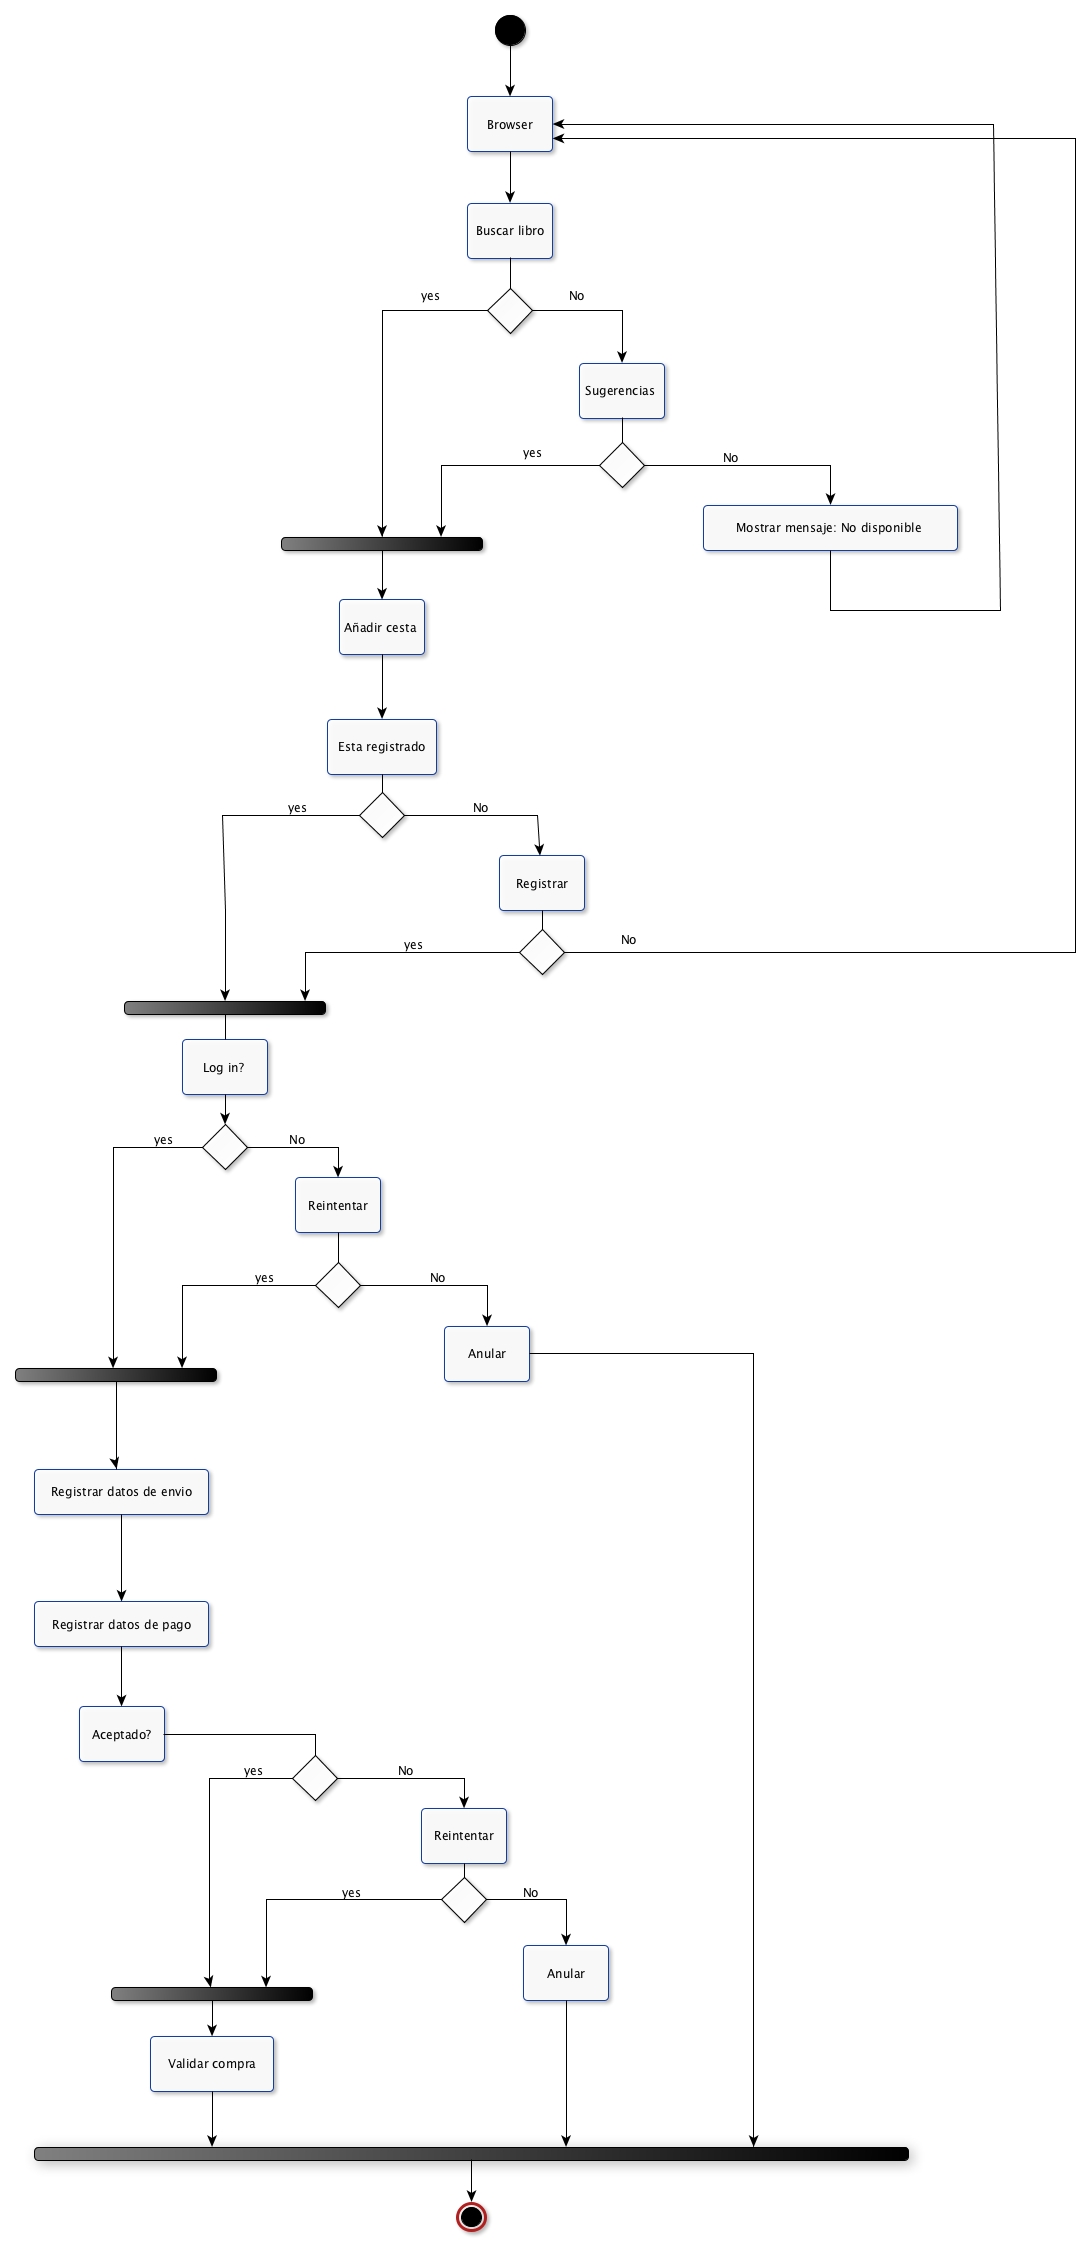 Browser
Buscar libro
yes
No
Sugerencias
yes
No
Mostrar mensaje: No disponible
Añadir cesta
Esta registrado
yes
No
Registrar
yes
No
Log in?
yes
No
Reintentar
yes
No
Anular
Registrar datos de envio
Registrar datos de pago
Aceptado?
yes
No
Reintentar
yes
No
Anular
Validar compra